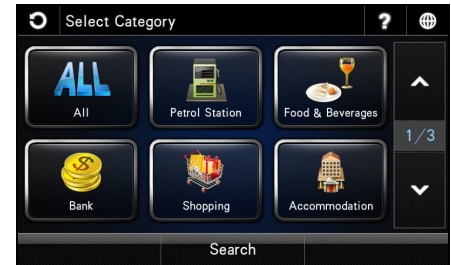 Select Category
?
ALL
All
Petrol Station
Food & Beverages
1/3
$
Bank
Shopping
Accommodation
Search